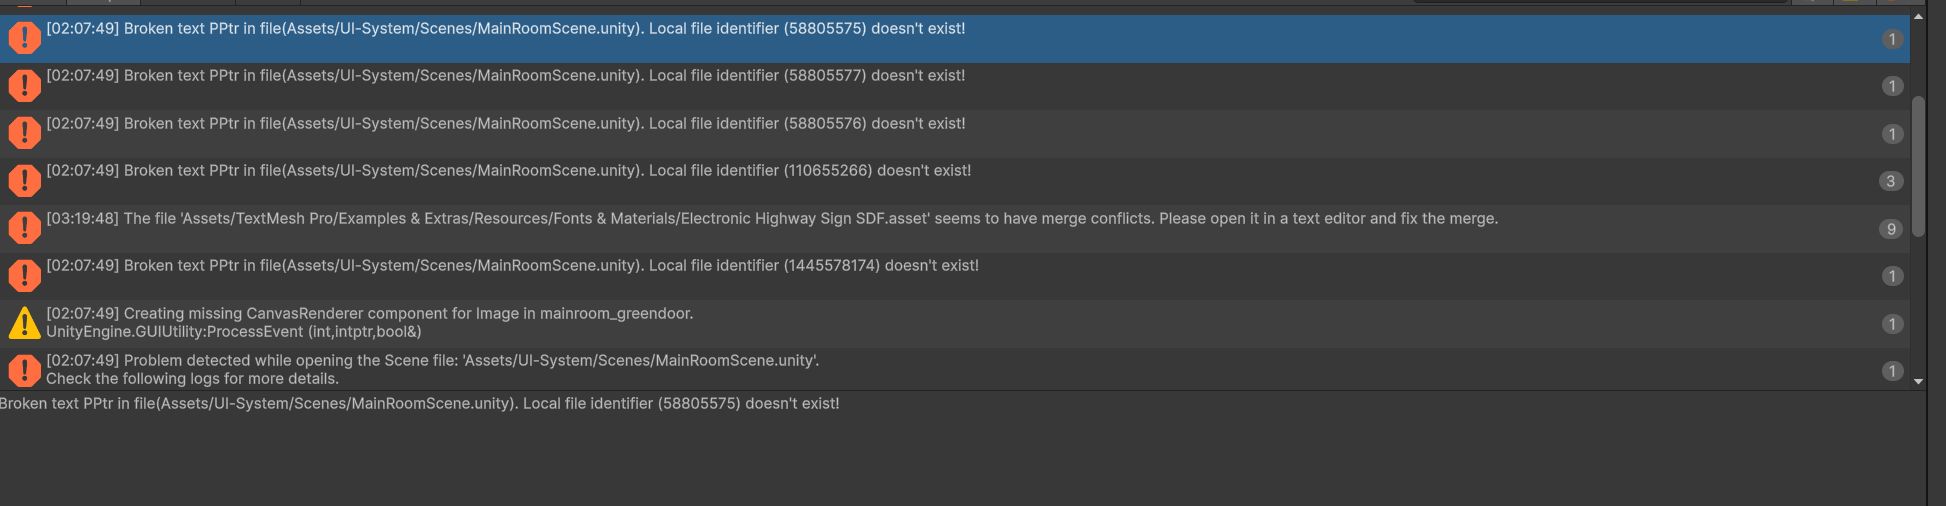 [02:07:49] Broken text PPtr in file(Assets/UI-System/Scenes/MainRoomScene.unity). Local file identifier (58805575) doesn't exist!
1
[02:07:49] Broken text PPtr in file(Assets/UI-System/Scenes/MainRoomScene.unity). Local file identifier (58805577) doesn't exist!
1
[02:07:49] Broken text PPtr in file(Assets/UI-System/Scenes/MainRoomScene.unity). Local file identifier (58805576) doesn't exist!
1
[02:07:49] Broken text PPtr in file(Assets/UI-System/Scenes/MainRoomScene.unity). Local file identifier (110655266) doesn't exist!
3
[03:19:48] The file 'Assets/TextMesh Pro/Examples & Extras/Resources/Fonts & Materials/Electronic Highway Sign SDF.asset' seems to have merge conflicts. Please open it in a text editor and fix the merge.
9
[02:07:49] Broken text PPtr in file(Assets/UI-System/Scenes/MainRoomScene.unity). Local file identifier (1445578174) doesn't exist!
1
[02:07:49] Creating missing CanvasRenderer component for Image in mainroom_greendoor.
UnityEngine.GUIUtility:ProcessEvent (int,intptr,bool&)
1
[02:07:49] Problem detected while opening the Scene file: 'Assets/UI-System/Scenes/MainRoomScene.unity'.
Check the following logs for more details.
1
Broken text PPtr in file(Assets/UI-System/Scenes/MainRoomScene.unity). Local file identifier (58805575) doesn't exist!